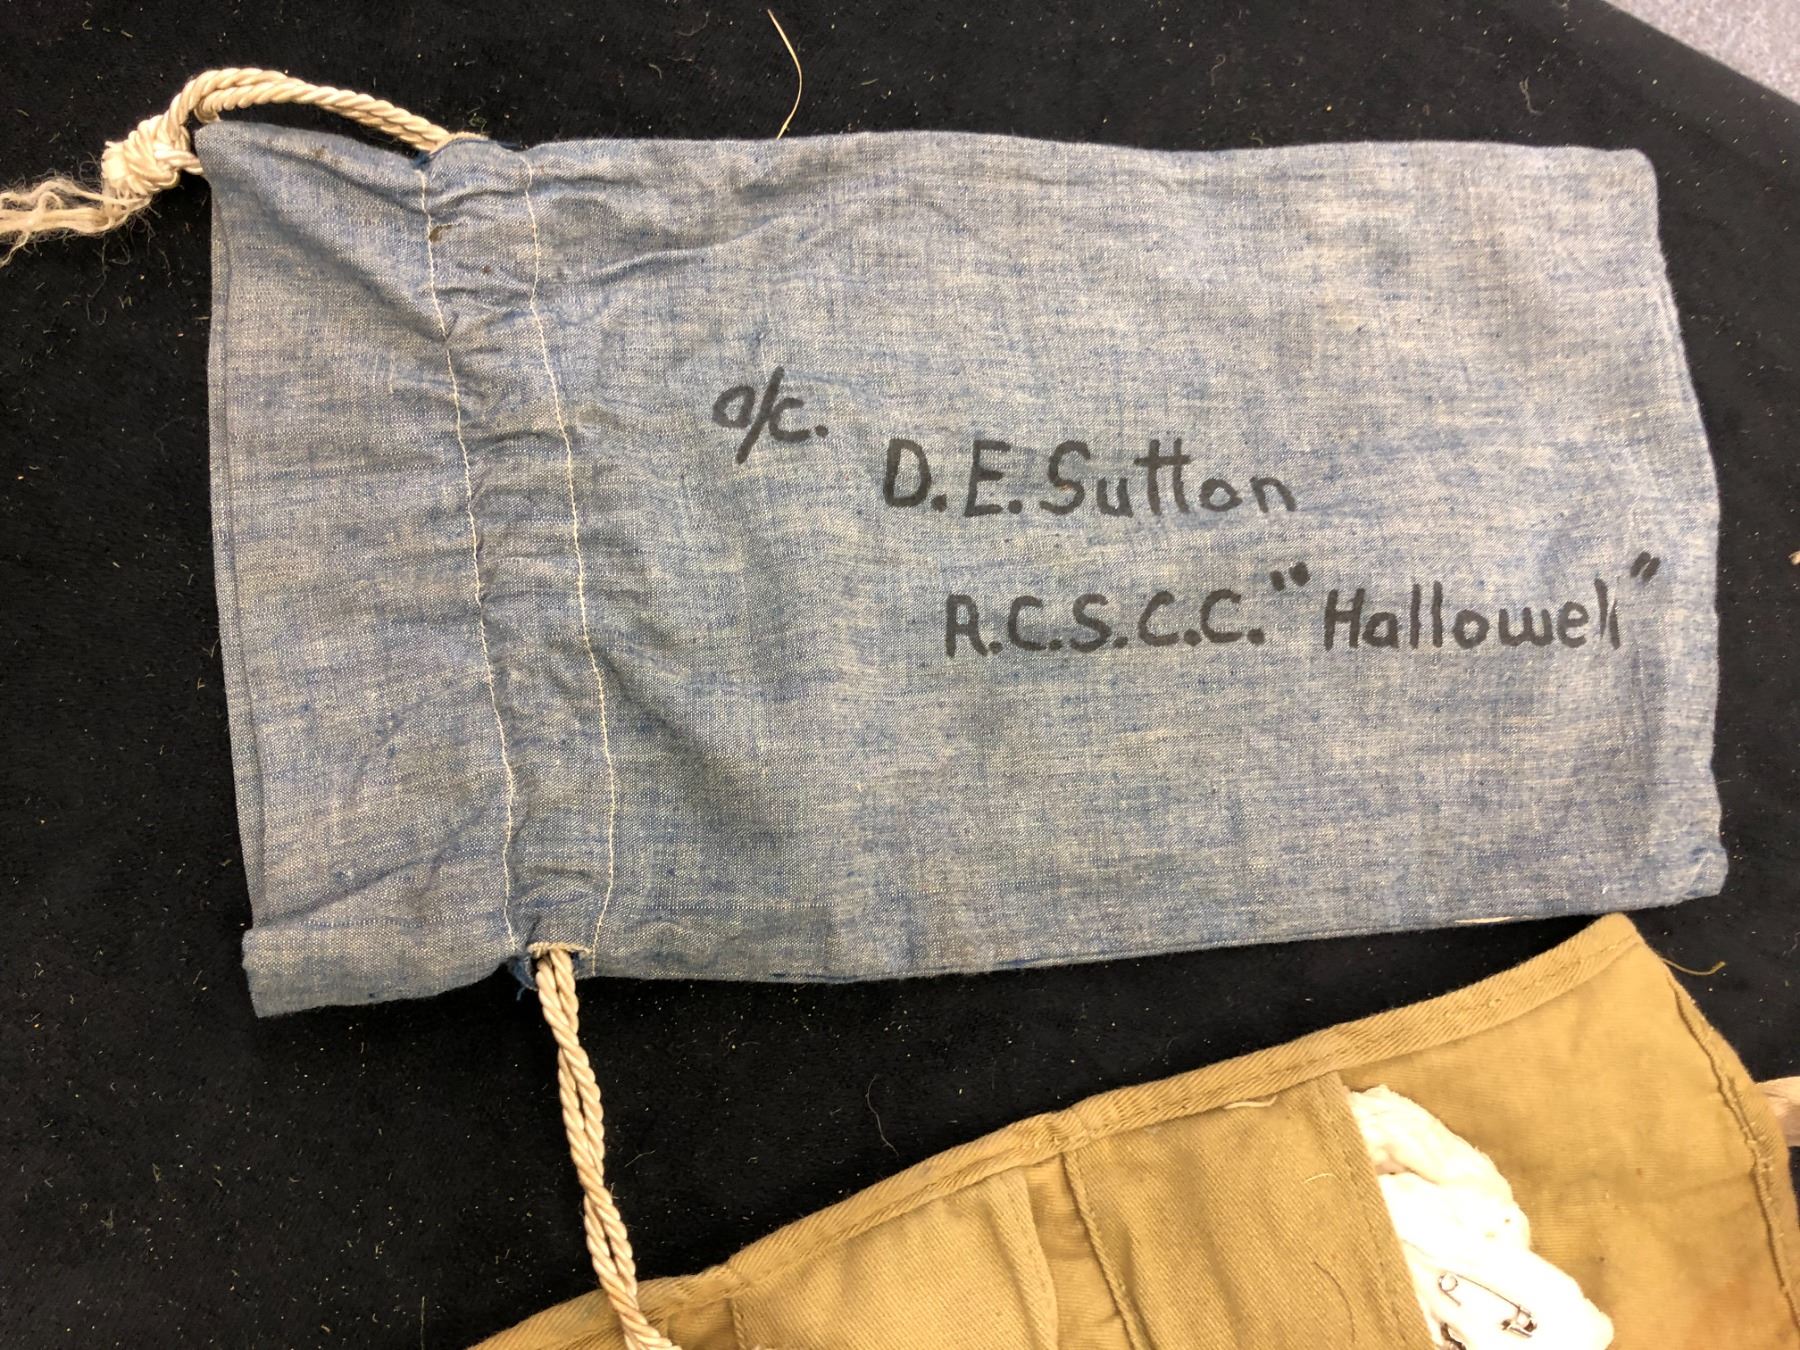 o/c.
D.E. Sutton
R.C.S.C.C. "Hallowell"